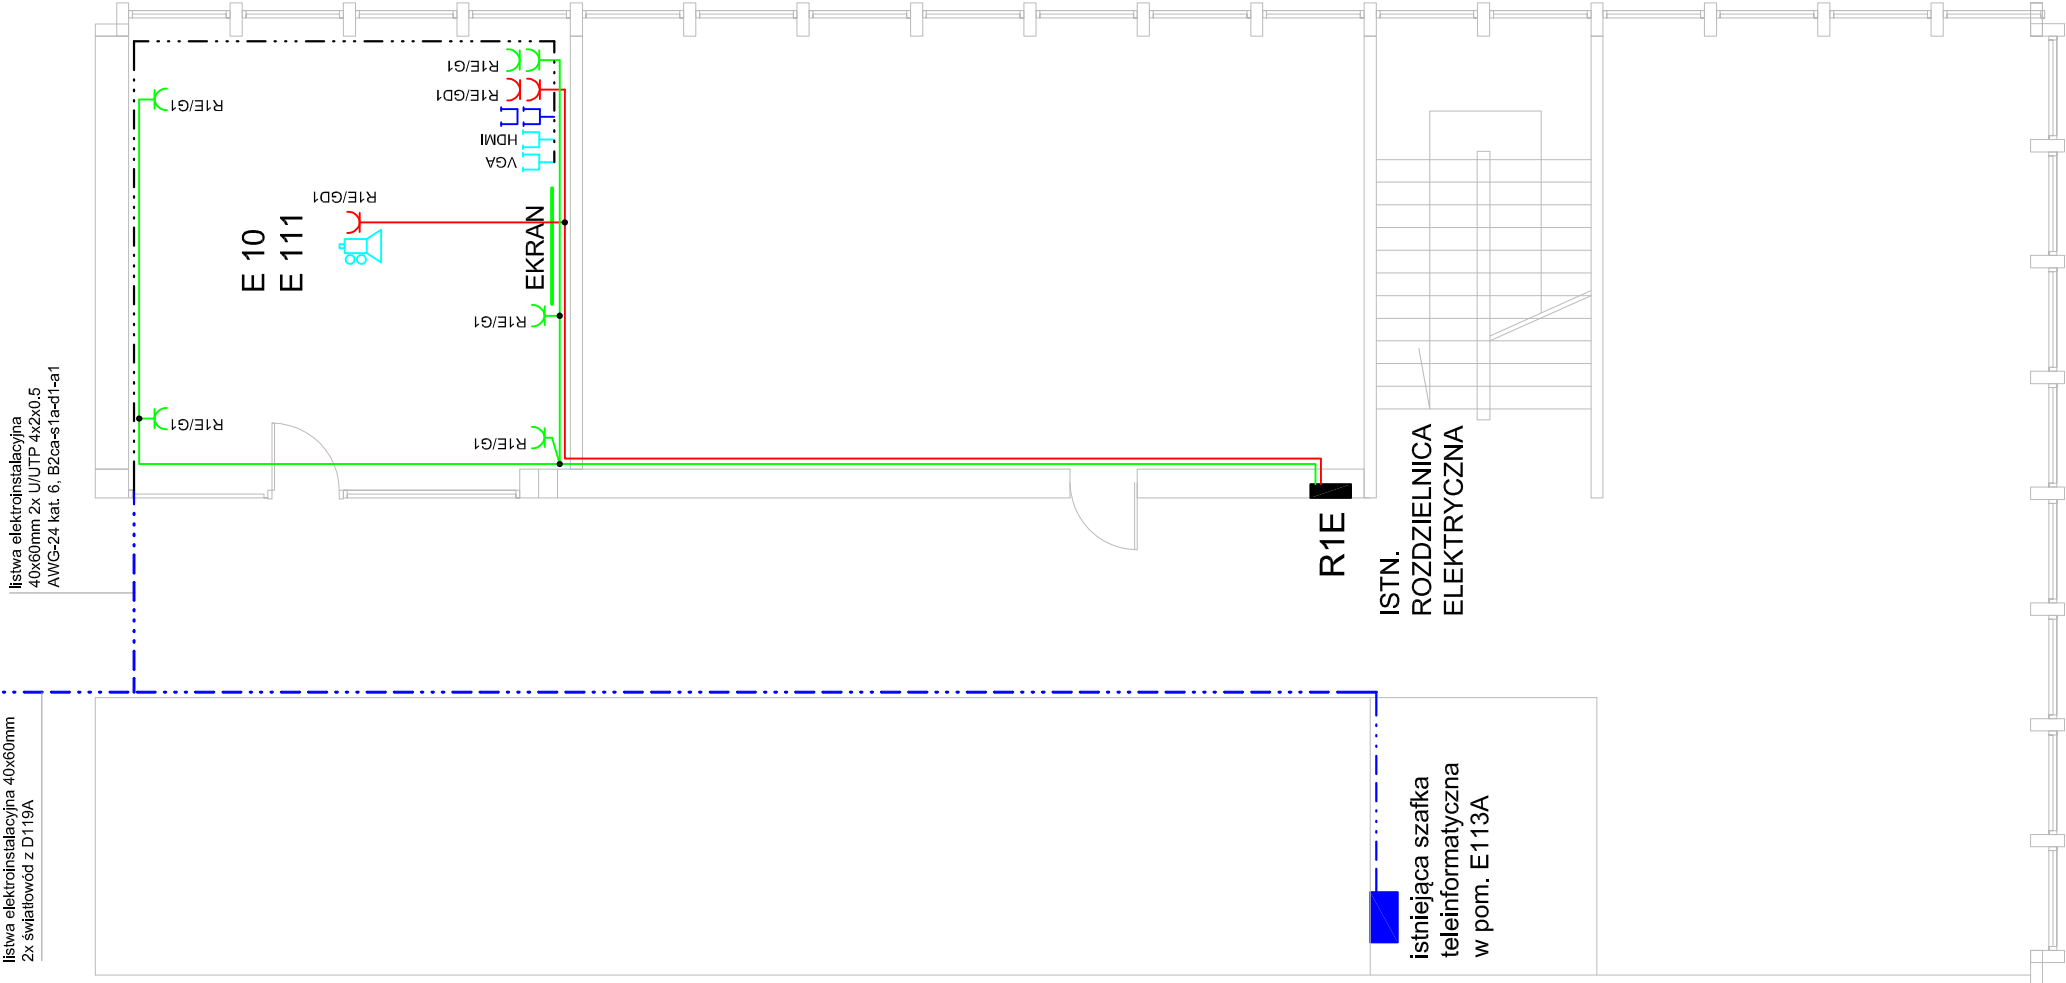 listwa elektroinstalacyjna
40x60mm 2x U/UTP 4x2x0.5
AWG-24 kat. 6, B2ca-s1a-d1-a1
R1E/G1
R1E/G1
E 10
E 111
R1E/GD1
R1E/G1
R1E/GD1
HDMI
VGA
EKRAN
R1E/G1
R1E/G1
R1E
ISTN.
ROZDZIELNICA
ELEKTRYCZNA
listwa elektroinstalacyjna 40x60mm
2x światłowód z D119A
istniejąca szafka
teleinformatyczna
w pom. E113A